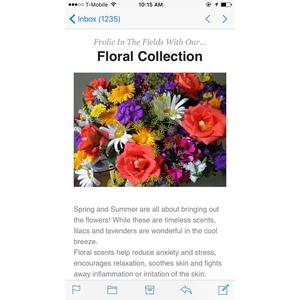 T-Mobile
10:15 AM
Inbox (1235)
Frolic In The Fields With Our...
Floral Collection
Spring and Summer are all about bringing out
the flowers! While these are timeless scents,
lilacs and lavenders are wonderful in the cool
breeze.
Floral scents help reduce anxiety and stress,
encourages relaxation, soothes skin and fights
away inflammation or irritation of the skin.